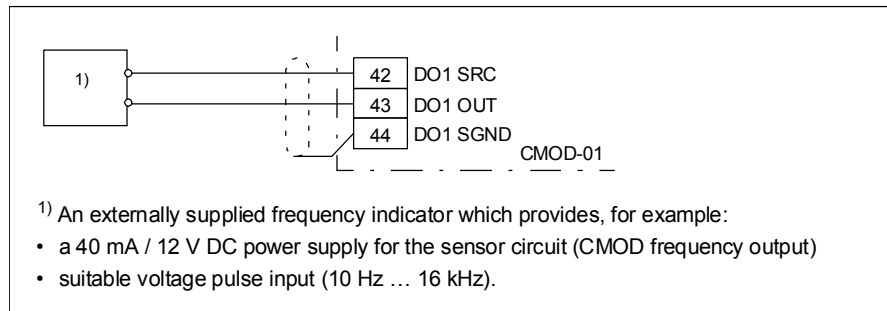 1)
42 DO1 SRC
43 DO1 OUT
44 DO1 SGND
CMOD-01
1) An externally supplied frequency indicator which provides, for example:
• a 40 mA / 12 V DC power supply for the sensor circuit (CMOD frequency output)
• suitable voltage pulse input (10 Hz … 16 kHz).